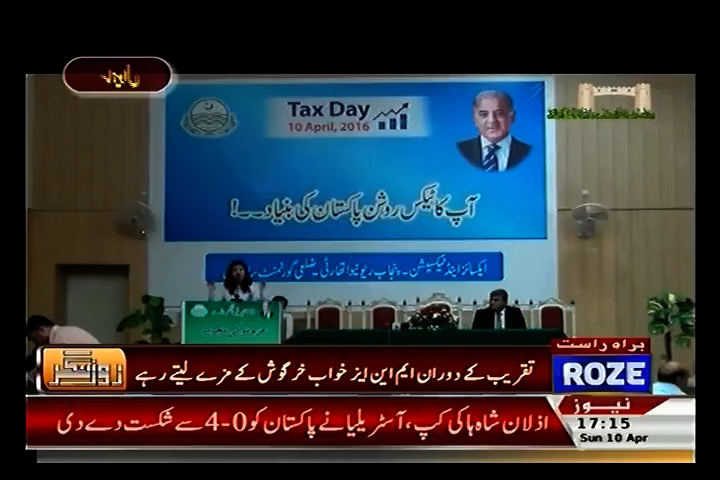 Tax Day
10 April, 2016
آپ کا ٹیکس روشن پاکستان کی بنیاد۔۔!
ایکسائز اینڈ ٹیکسیشن۔ پنجاب ریونیو اتھارٹی۔ ضلعی گورنمنٹ
براہ راست
تقریب کے دوران ایم این ایز خواب خرگوش کے مزے لیتے رہے
ROZE
نیوز
اذلان شاہ ہاکی کپ، آسٹریلیا نے پاکستان کو 0-4 سے شکست دے دی
17:15
Sun 10 Apr